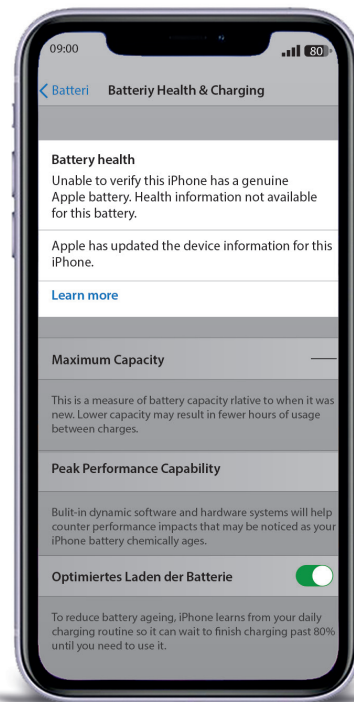 09:00
80
Batteri Batteriy Health & Charging
Battery health
Unable to verify this iPhone has a genuine
Apple battery. Health information not available
for this battery.
Apple has updated the device information for this
iPhone.
Learn more
Maximum Capacity —
This is a measure of battery capacity rlative to when it was
new. Lower capacity may result in fewer hours of usage
between charges.
Peak Performance Capability
Bulit-in dynamic software and hardware systems will help
counter performance impacts that may be noticed as your
iPhone battery chemically ages.
Optimiertes Laden der Batterie
To reduce battery ageing, iPhone learns from your daily
charging routine so it can wait to finish charging past 80%
until you need to use it.